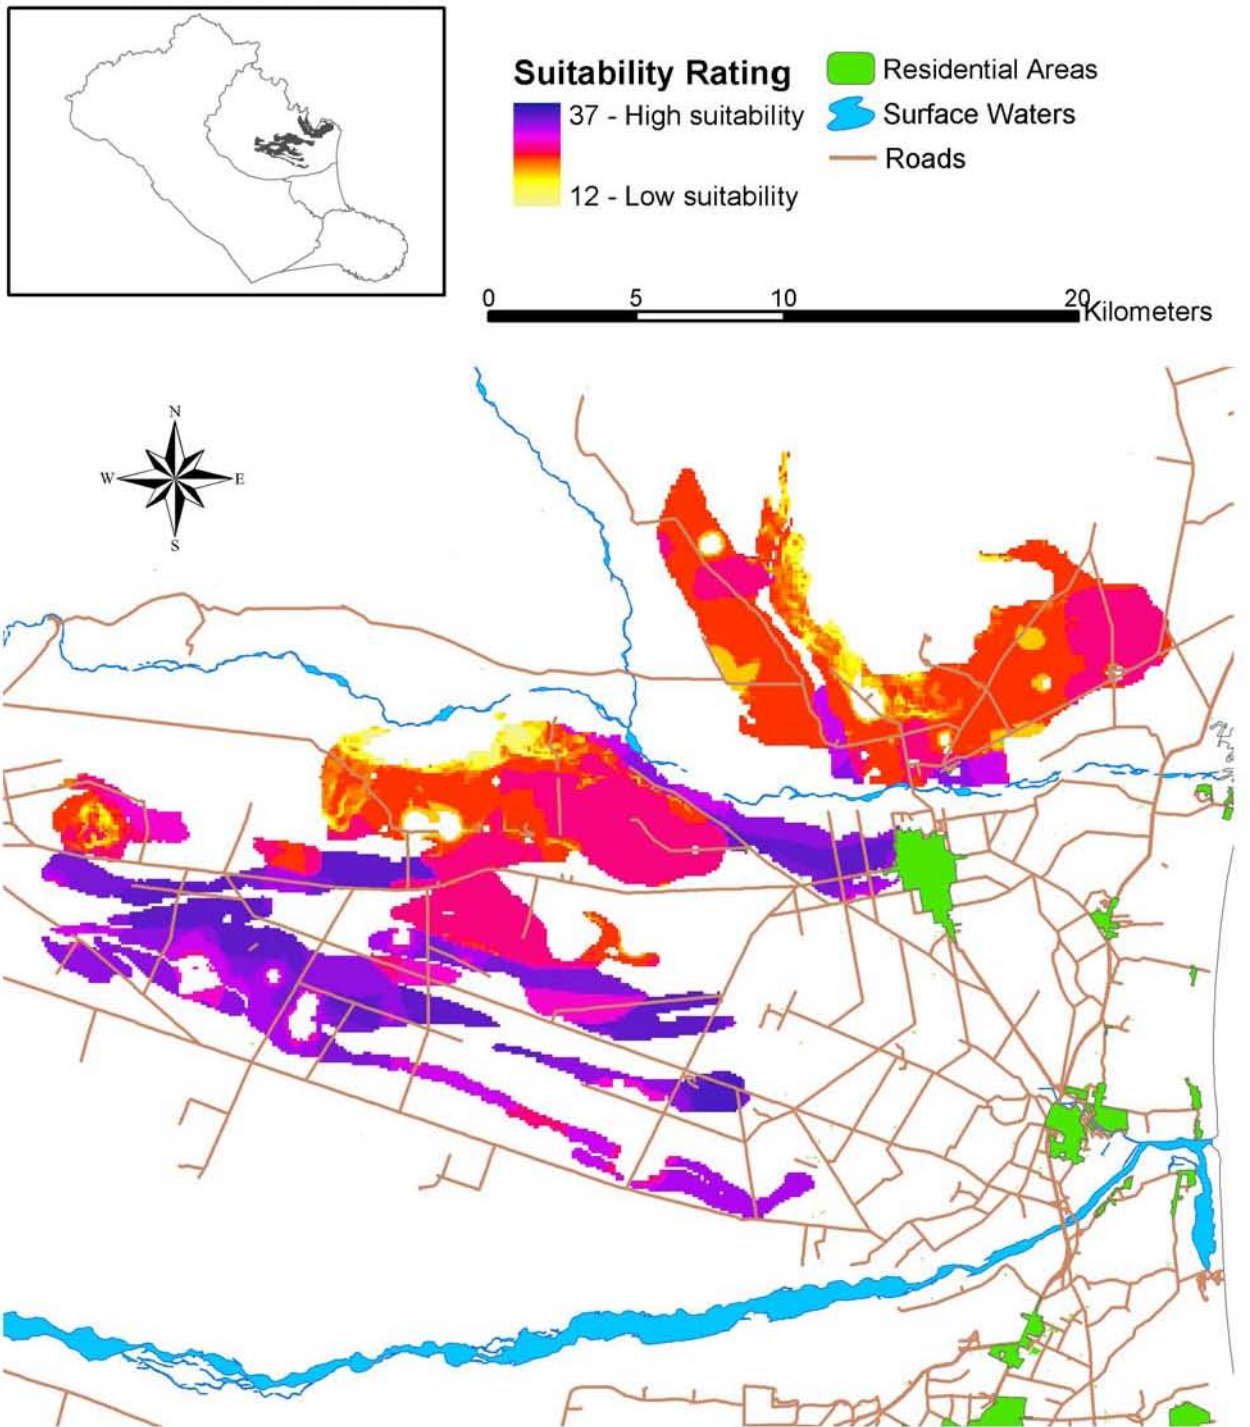 Suitability Rating
37 - High suitability
12 - Low suitability
Residential Areas
Surface Waters
Roads
0 5 10 20 Kilometers
N
W E
S